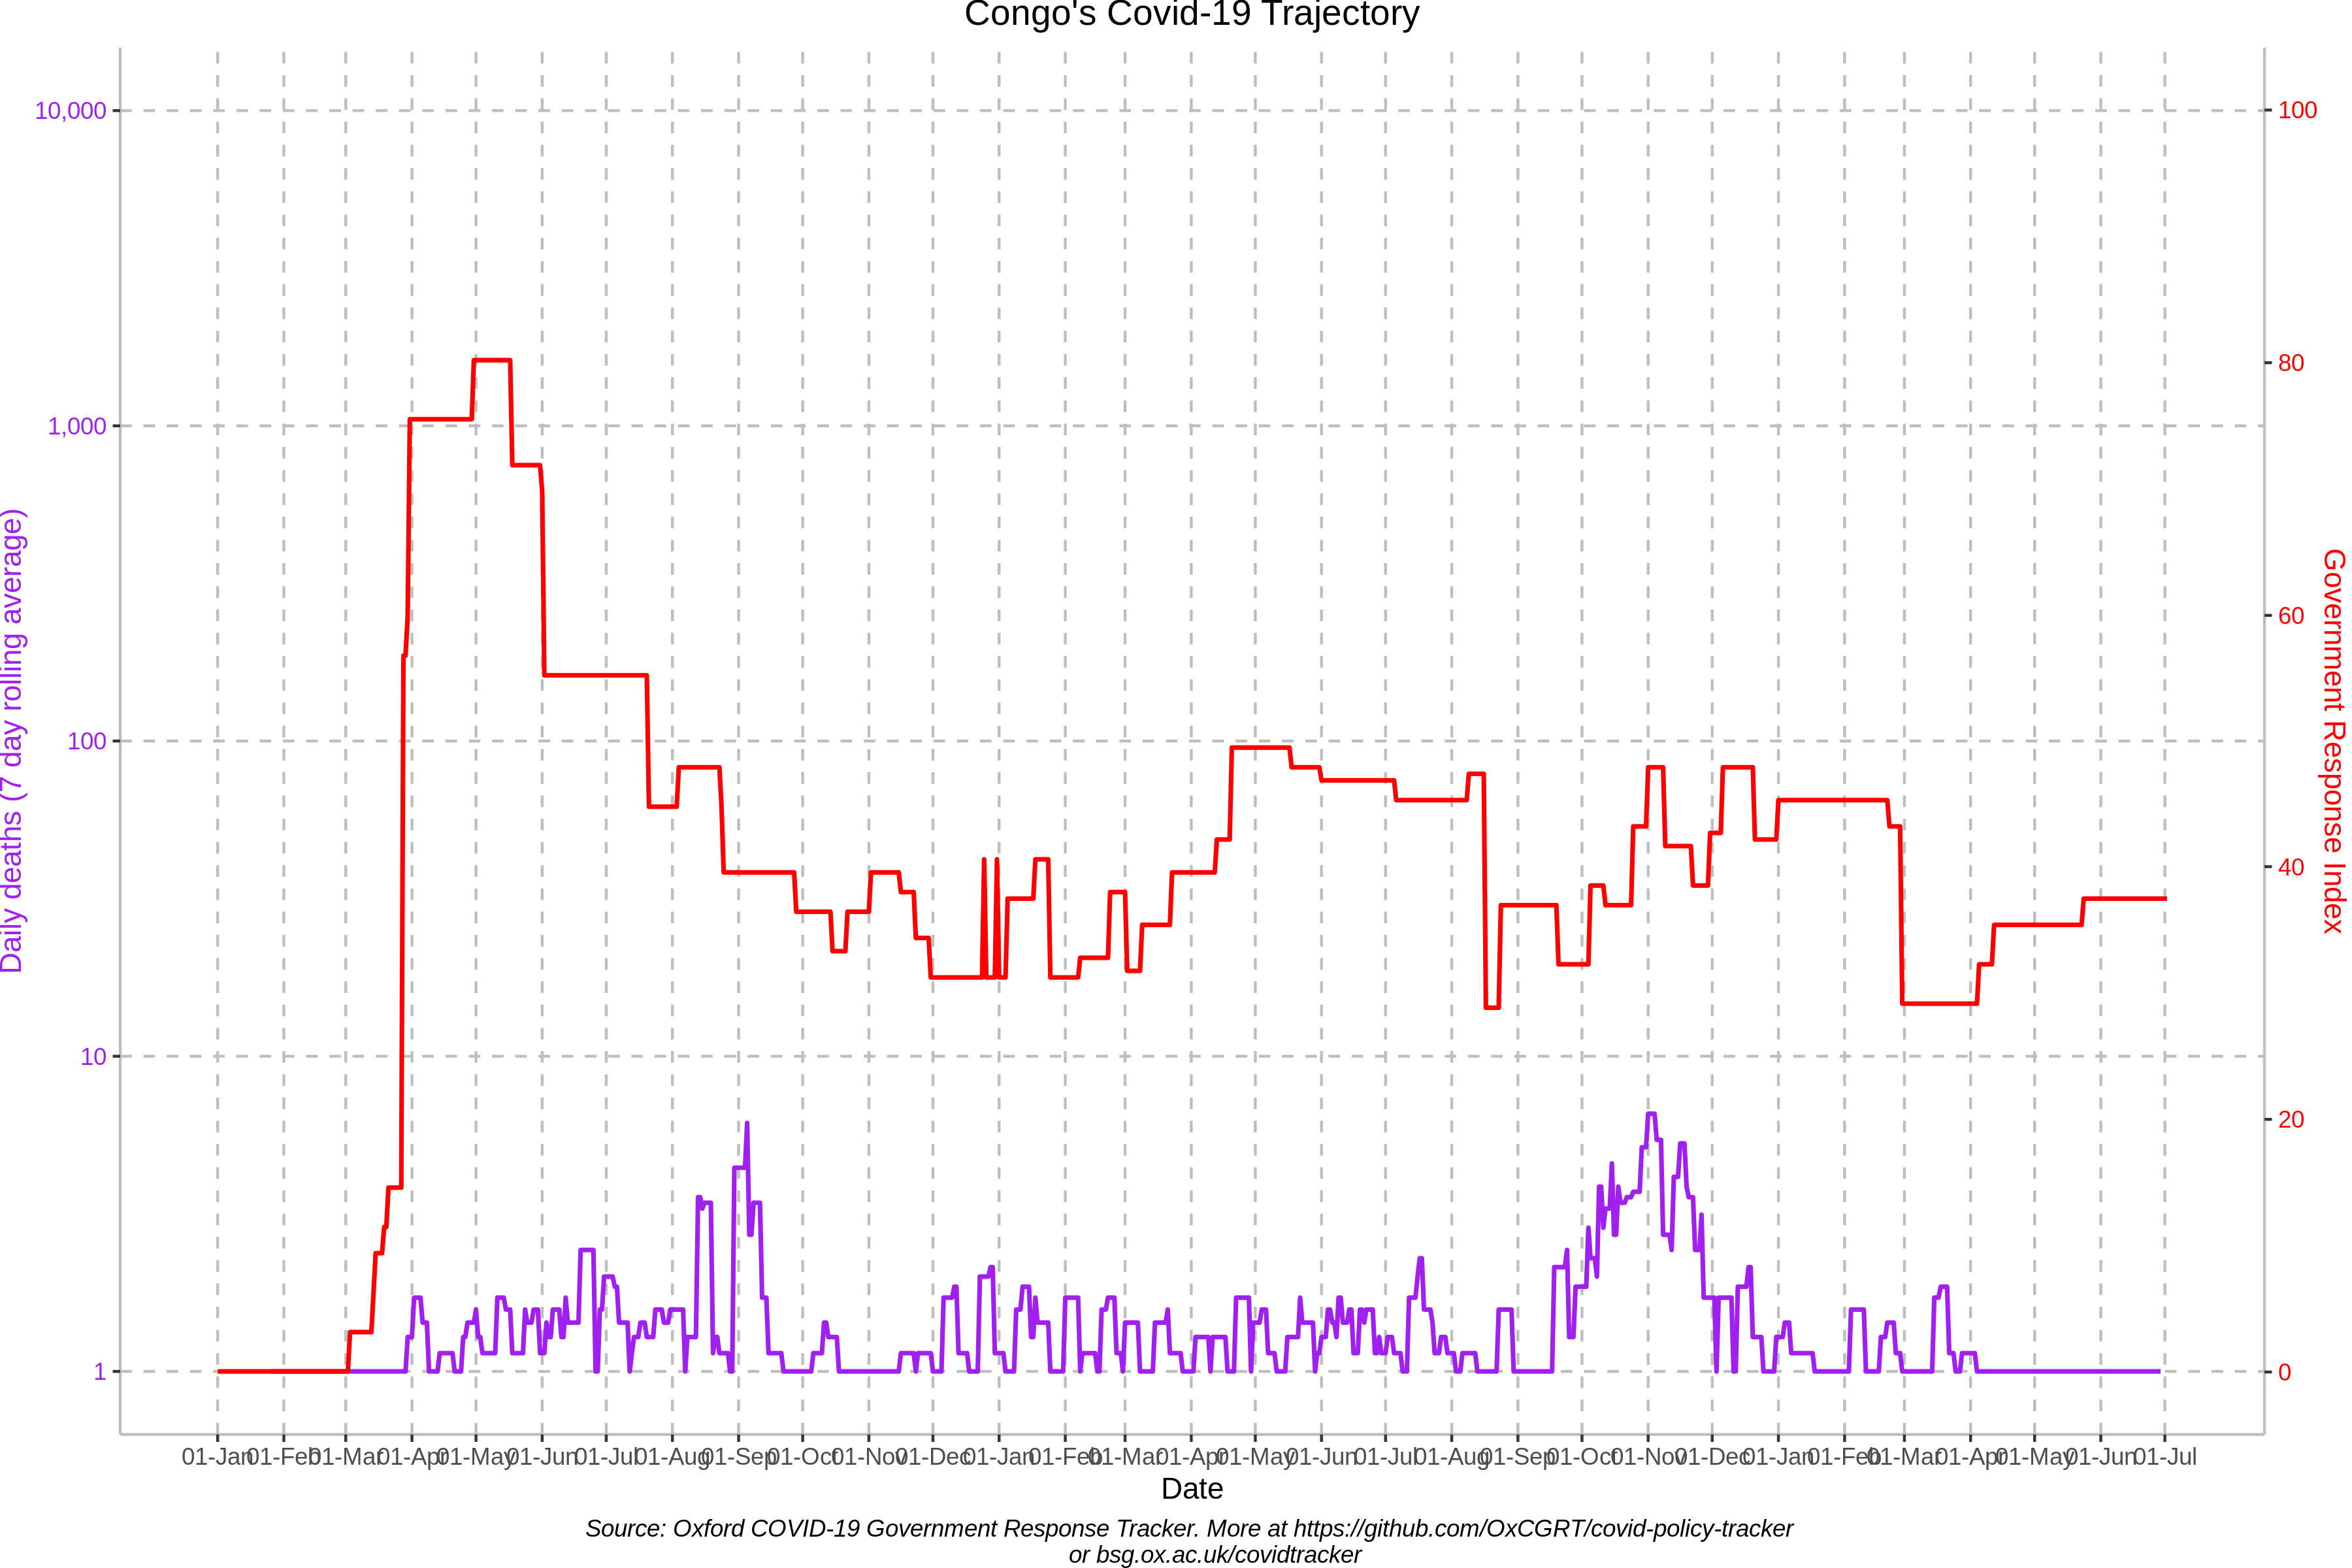 Congo's Covid-19 Trajectory
Daily deaths (7 day rolling average)
10,000
1,000
100
10
1
Government Response Index
100
80
60
40
20
0
01-Jan 01-Feb 01-Mar 01-Apr 01-May 01-Jun 01-Jul 01-Aug 01-Sep 01-Oct 01-Nov 01-Dec 01-Jan 01-Feb 01-Mar 01-Apr 01-May 01-Jun 01-Jul 01-Aug 01-Sep 01-Oct 01-Nov 01-Dec 01-Jan 01-Feb 01-Mar 01-Apr 01-May 01-Jun 01-Jul
Date
Source: Oxford COVID-19 Government Response Tracker. More at https://github.com/OxCGRT/covid-policy-tracker
or bsg.ox.ac.uk/covidtracker